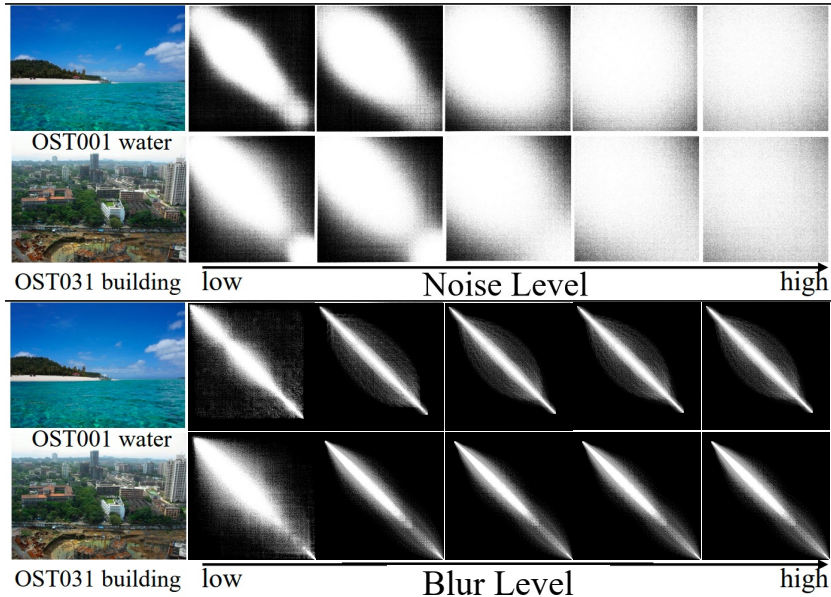 OST001 water
OST031 building
low
Noise Level
high
OST001 water
OST031 building
low
Blur Level
high